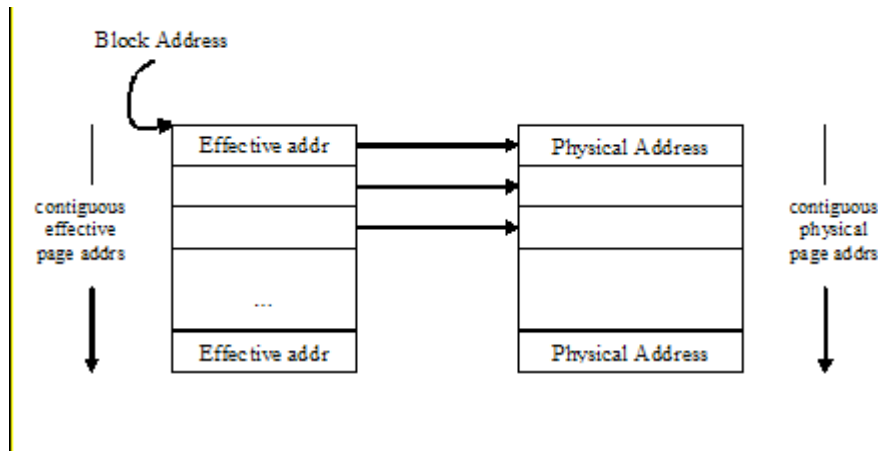 Block Address
Effective addr
Physical Address
contiguous
effective
page addrs
contiguous
physical
page addrs
...
Effective addr
Physical Address